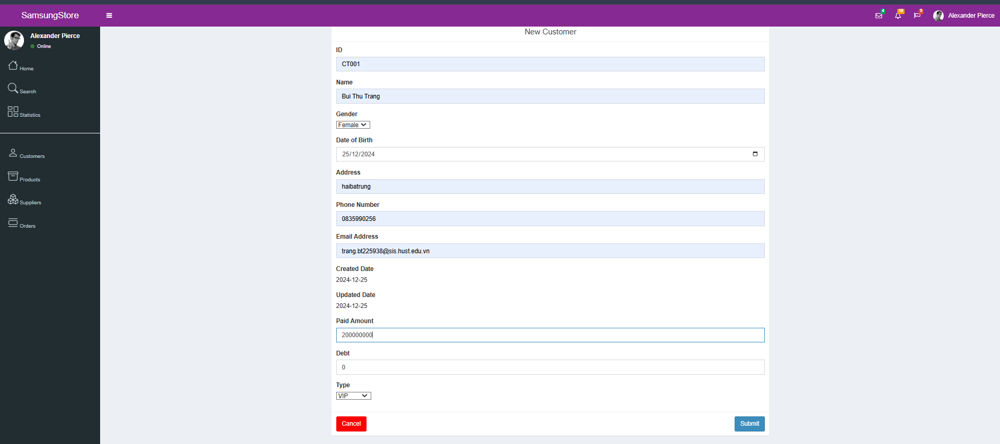 SamsungStore
4
10
9
Alexander Pierce
Alexander Pierce
Online
Home
Search
Statistics
Customers
Products
Suppliers
Orders
New Customer
ID
CT001
Name
Bui Thu Trang
Gender
Female
Date of Birth
25/12/2024
Address
haibatrung
Phone Number
0835990256
Email Address
trang.bt225938@sis.hust.edu.vn
Created Date
2024-12-25
Updated Date
2024-12-25
Paid Amount
200000000
Debt
0
Type
VIP
Cancel
Submit